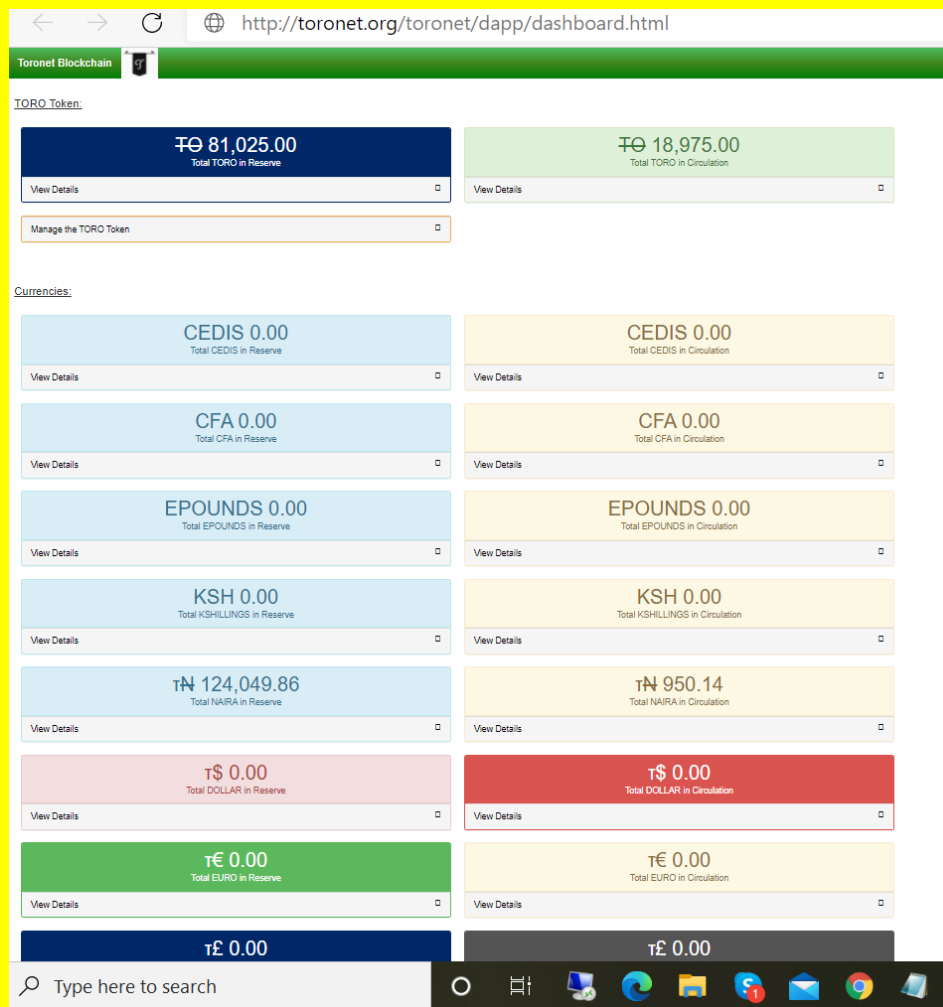 http://toronet.org/toronet/dapp/dashboard.html
Toronet Blockchain
TORO Token:
T̶O̶ 81,025.00
Total TORO in Reserve
View Details
T̶O̶ 18,975.00
Total TORO in Circulation
View Details
Manage the TORO Token
Currencies:
CEDIS 0.00
Total CEDIS in Reserve
View Details
CEDIS 0.00
Total CEDIS in Circulation
View Details
CFA 0.00
Total CFA in Reserve
View Details
CFA 0.00
Total CFA in Circulation
View Details
EPOUNDS 0.00
Total EPOUNDS in Reserve
View Details
EPOUNDS 0.00
Total EPOUNDS in Circulation
View Details
KSH 0.00
Total KSHILLINGS in Reserve
View Details
KSH 0.00
Total KSHILLINGS in Circulation
View Details
т₦ 124,049.86
Total NAIRA in Reserve
View Details
т₦ 950.14
Total NAIRA in Circulation
View Details
т$ 0.00
Total DOLLAR in Reserve
View Details
т$ 0.00
Total DOLLAR in Circulation
View Details
т€ 0.00
Total EURO in Reserve
View Details
т€ 0.00
Total EURO in Circulation
View Details
т£ 0.00
т£ 0.00
Type here to search
1